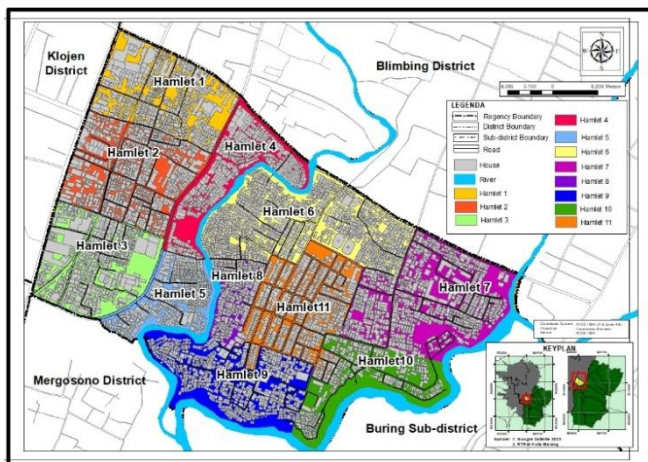 Klojen
District
Blimbing District
Hamlet 1
Hamlet 2
Hamlet 4
Hamlet 6
Hamlet 3
Hamlet 8
Hamlet 5
Hamlet 7
Hamlet11
Hamlet10
Hamlet 9
Mergosono District
Buring Sub-district
LEGENDA
Regency Boundary
District Boundary
Sub-district Boundary
Road
House
River
Hamlet 1
Hamlet 2
Hamlet 3
Hamlet 4
Hamlet 5
Hamlet 6
Hamlet 7
Hamlet 8
Hamlet 9
Hamlet 10
Hamlet 11
KEYPLAN